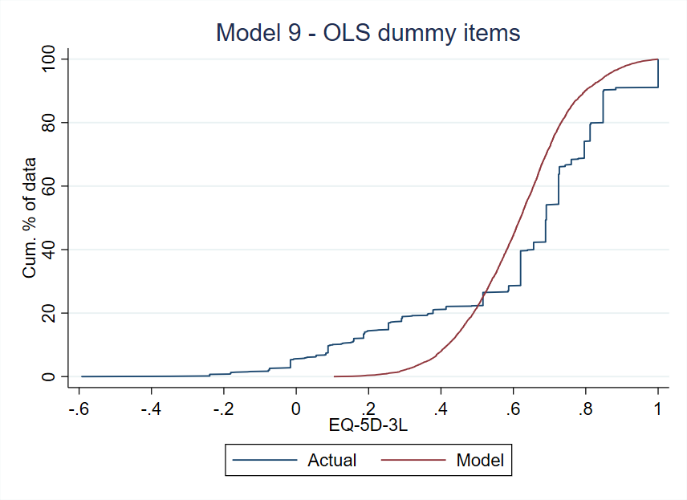 Model 9 - OLS dummy items
100
80
60
40
20
0
Cum. % of data
-.6 -.4 -.2 0 .2 .4 .6 .8 1
EQ-5D-3L
Actual Model